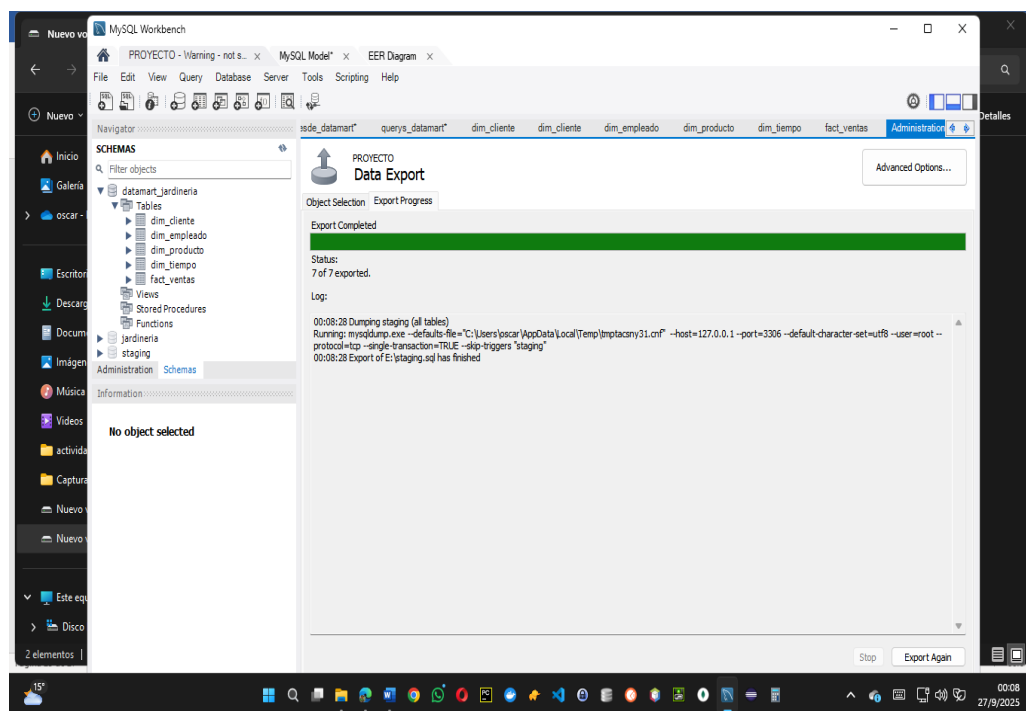 Nuevo vo
MySQL Workbench
PROYECTO - Warning - not s... x
MySQL Model* x
EER Diagram x
File Edit View Query Database Server Tools Scripting Help
Nuevo
Detalles
Navigator
esde_datamart* querys_datamart* dim_cliente dim_cliente dim_empleado dim_producto dim_tiempo fact_ventas Administration
SCHEMAS
Filter objects
datamart_jardineria
Tables
dim_cliente
dim_empleado
dim_producto
dim_tiempo
fact_ventas
Views
Stored Procedures
Functions
jardineria
staging
Administration Schemas
Information
No object selected
PROYECTO
Data Export
Advanced Options...
Object Selection Export Progress
Export Completed
Status:
7 of 7 exported.
Log:
00:08:28 Dumping staging (all tables)
Running: mysqldump.exe --defaults-file="C:\Users\oscar\AppData\Local\Temp\tmptacsny31.cnf" --host=127.0.0.1 --port=3306 --default-character-set=utf8 --user=root --
protocol=tcp --single-transaction=TRUE --skip-triggers "staging"
00:08:28 Export of E:\staging.sql has finished
Stop Export Again
Inicio
Galería
oscar -
Escritori
Descarg
Docum
Imágen
Música
Videos
activida
Captura
Nuevo v
Nuevo v
Este equ
Disco
2 elementos
15°
00:08
27/9/2025